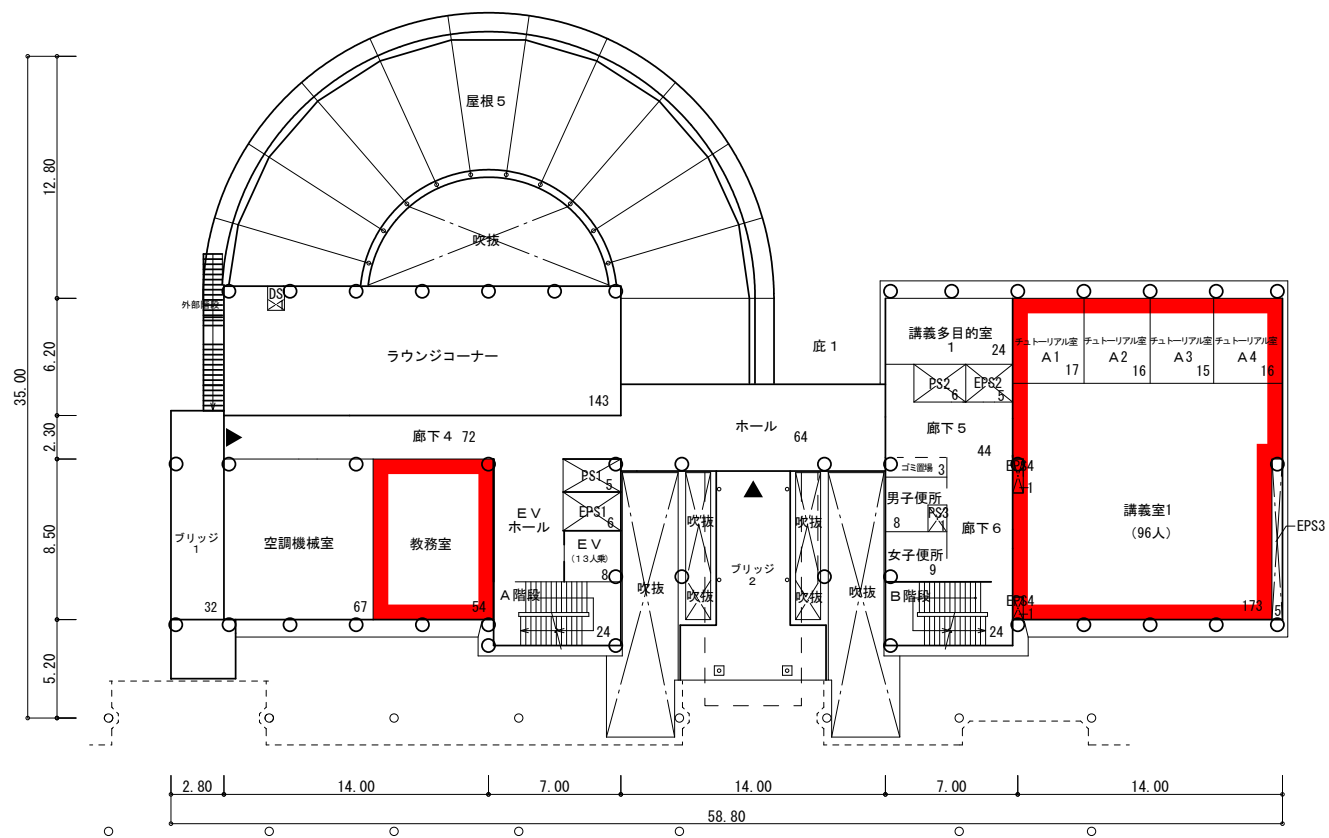 屋根５
吹抜
12.80
35.00
6.20
2.30
8.50
5.20
DS
外部階段
ラウンジコーナー
143
庇１
講義多目的室
1
24
PS2
6
EPS2
5
チュトーリアル室
A1
17
チュトーリアル室
A2
16
チュトーリアル室
A3
15
チュトーリアル室
A4
16
廊下４ 72
ホール
64
廊下５
44
ゴミ置場 3
男子便所
8
PS3
1
廊下６
女子便所
9
EPS4
1
講義室1
(96人)
EPS3
ブリッジ
1
32
空調機械室
67
教務室
54
ＥＶ
ホール
PS1
5
EPS1
6
ＥＶ
(１３人乗)
8
A階段
24
吹抜
吹抜
吹抜
ブリッジ
2
吹抜
吹抜
吹抜
B階段
24
EPS4
1
173
5
2.80
14.00
7.00
14.00
7.00
14.00
58.80